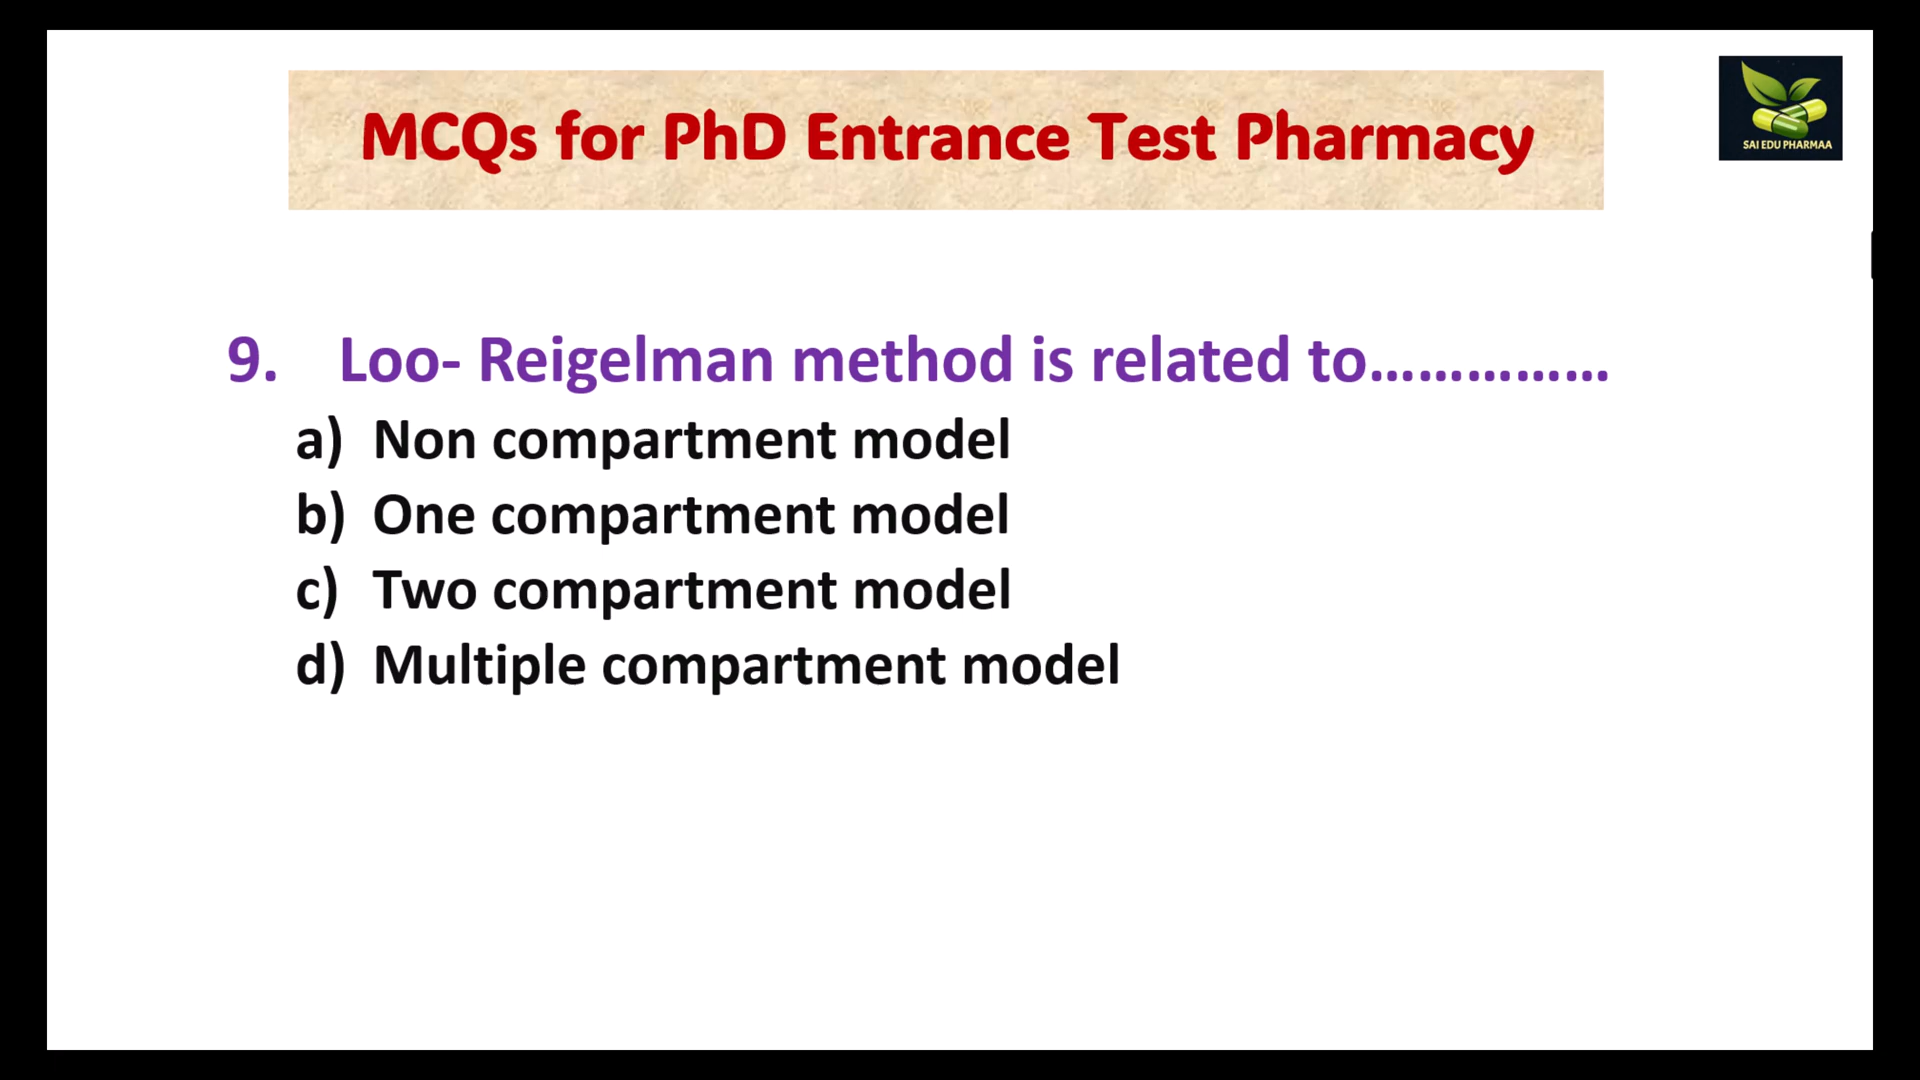 MCQs for PhD Entrance Test Pharmacy
SAI EDU PHARMAA
9. Loo- Reigelman method is related to……………
a) Non compartment model
b) One compartment model
c) Two compartment model
d) Multiple compartment model